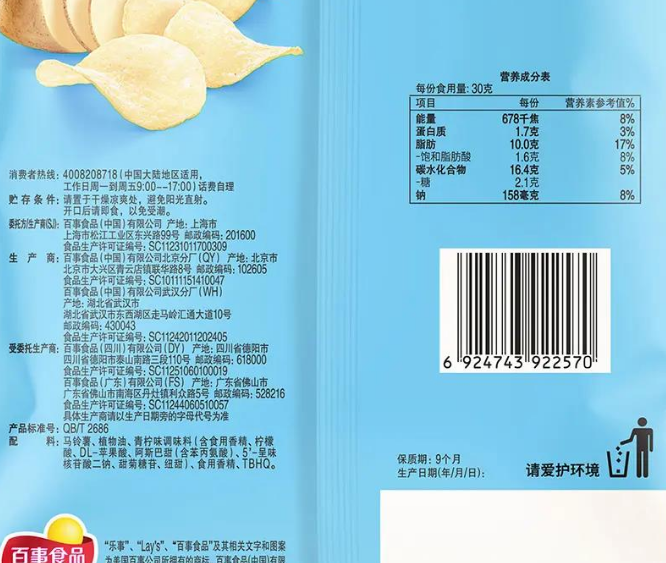 消费者热线: 4008208718 (中国大陆地区适用,
工作日周一到周五9:00--17:00) 话费自理
贮存条件: 请置于干燥凉爽处, 避免阳光直射。
开口后请即食, 以免受潮。
委托方/生产商(SJ): 百事食品(中国)有限公司 产地: 上海市
上海市松江工业区东兴路99号 邮政编码: 201600
食品生产许可证编号: SC11231011700309
生产商: 百事食品(中国)有限公司北京分厂(QY) 产地: 北京市
北京市大兴区青云店镇联华路8号 邮政编码: 102605
食品生产许可证编号: SC10111151410047
百事食品(中国)有限公司武汉分厂(WH)
产地: 湖北省武汉市
湖北省武汉市东西湖区走马岭汇通大道10号
邮政编码: 430043
食品生产许可证编号: SC11242011202405
受委托生产商: 百事食品(四川)有限公司(DY) 产地: 四川省德阳市
四川省德阳市泰山南路三段110号 邮政编码: 618000
食品生产许可证编号: SC11251060100019
百事食品(广东)有限公司(FS) 产地: 广东省佛山市
广东省佛山市南海区丹灶镇利众路5号 邮政编码: 528216
食品生产许可证编号: SC11244060510057
具体生产商请以生产日期旁的字母代号为准
产品标准号: QB/T 2686
配料: 马铃薯、植物油、青柠味调味料(含食用香精、柠檬
酸、DL-苹果酸、阿斯巴甜(含苯丙氨酸)、5'-呈味
核苷酸二钠、甜菊糖苷、纽甜)、食用香精、TBHQ。
百事食品
“乐事”、“Lay's”、“百事食品”及其相关文字和图案
为美国百事公司所拥有的商标, 百事食品(中国)有限
营养成分表
每份食用量: 30克
项目 每份 营养素参考值%
能量 678千焦 8%
蛋白质 1.7克 3%
脂肪 10.0克 17%
-饱和脂肪酸 1.6克 8%
碳水化合物 16.4克 5%
-糖 2.1克
钠 158毫克 8%
6 924743 922570
保质期: 9个月
生产日期(年/月/日):
请爱护环境